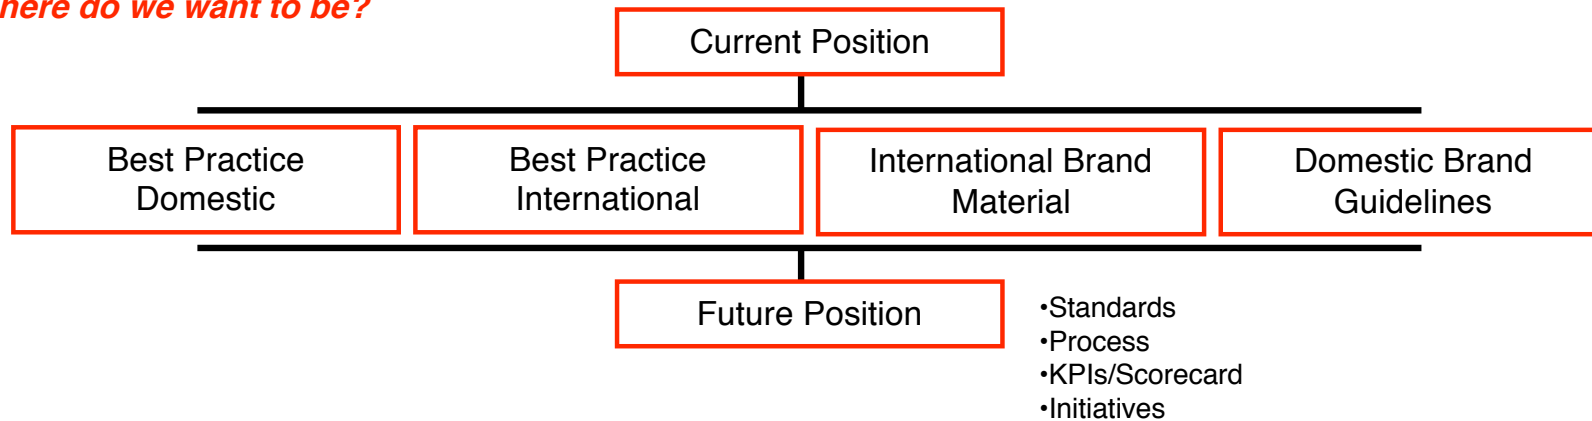 here do we want to be?
Current Position
Best Practice
Domestic
Best Practice
International
International Brand
Material
Domestic Brand
Guidelines
Future Position
•Standards
•Process
•KPIs/Scorecard
•Initiatives